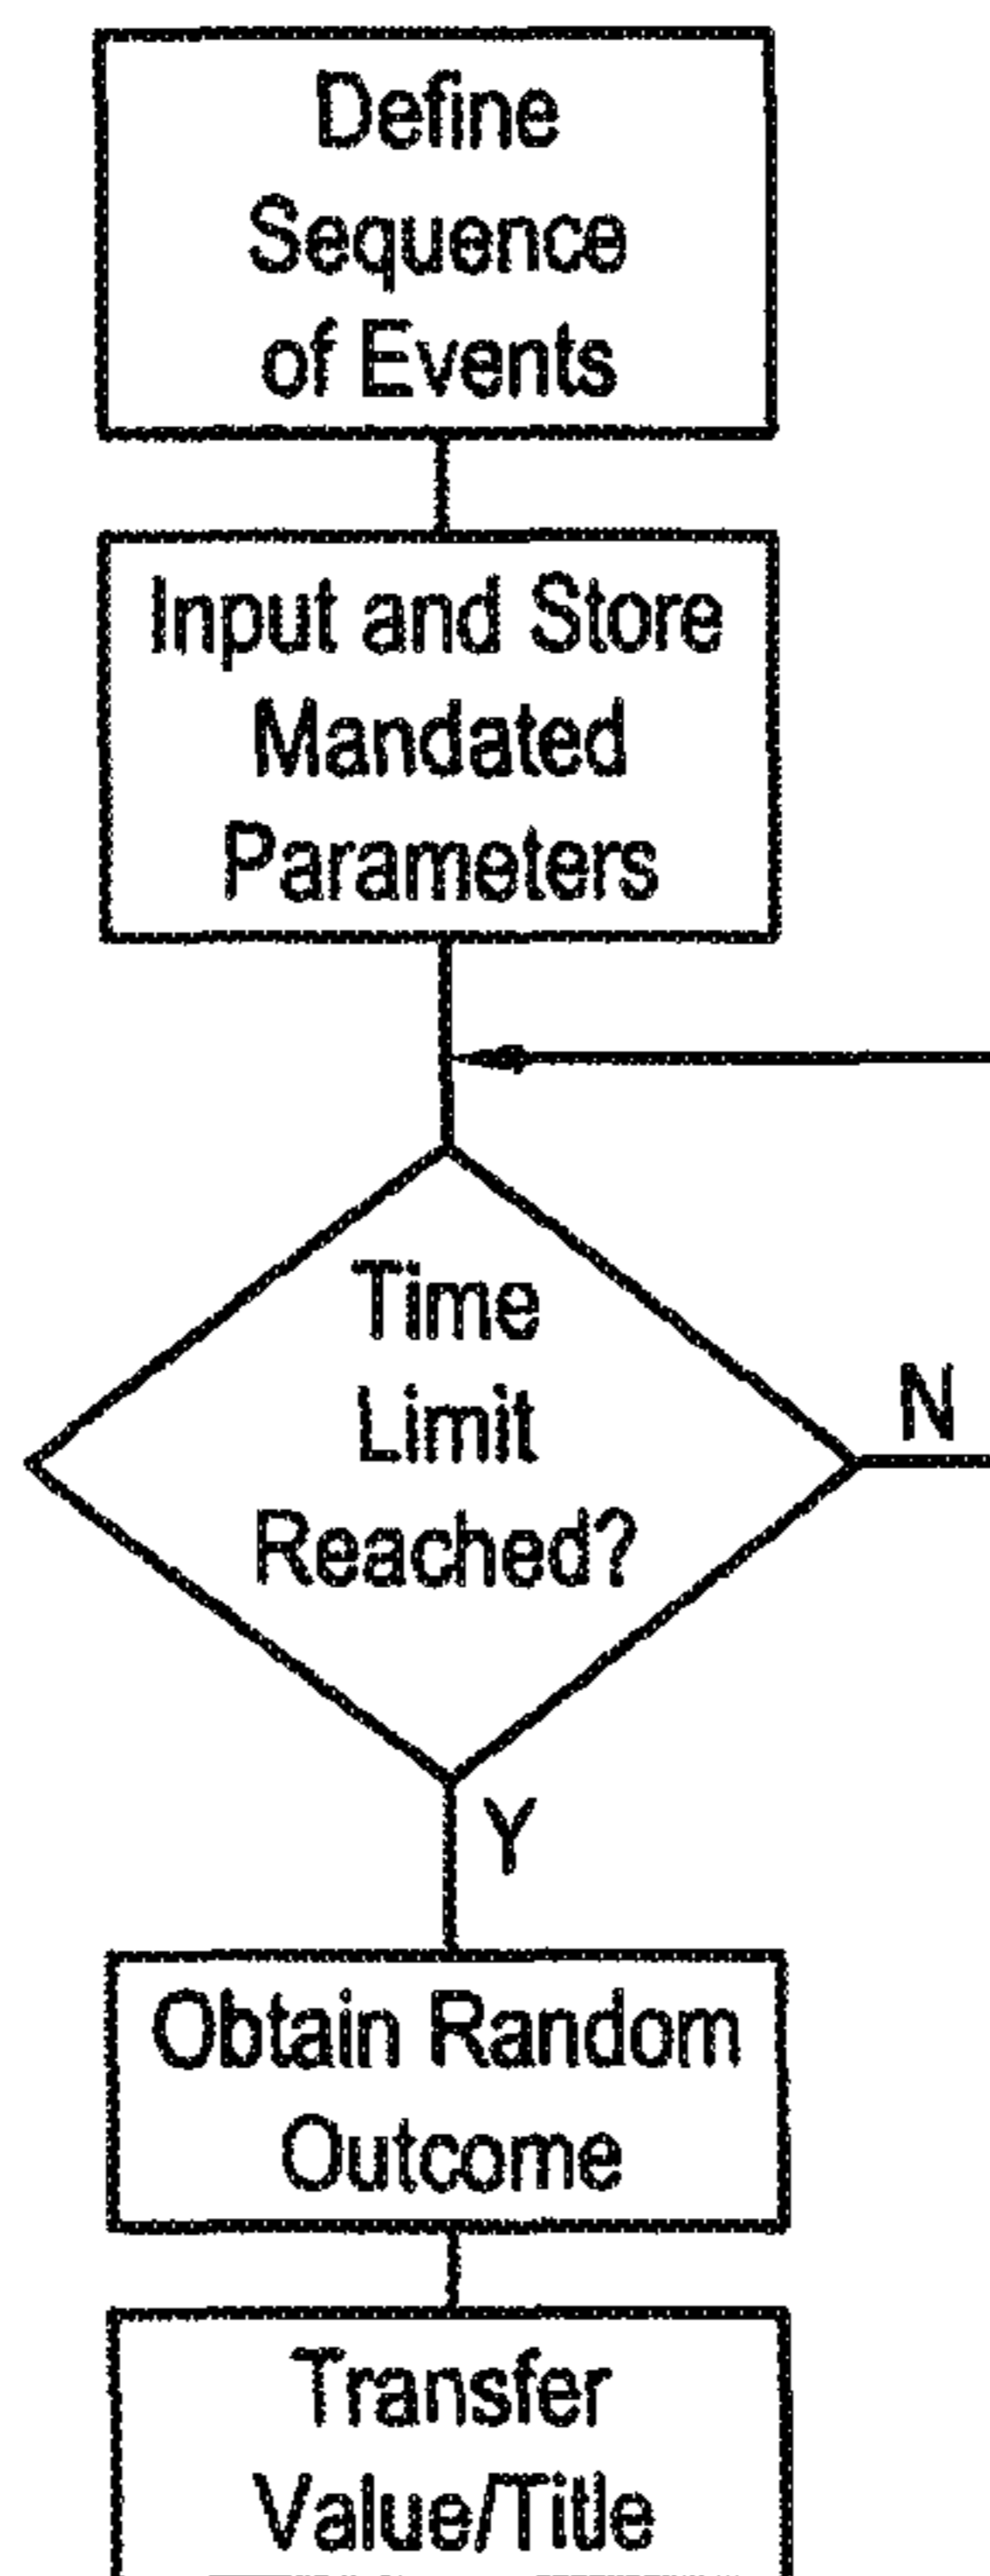 Define
Sequence
of Events
Input and Store
Mandated
Parameters
Time
Limit
Reached?
N
Y
Obtain Random
Outcome
Transfer
Value/Title